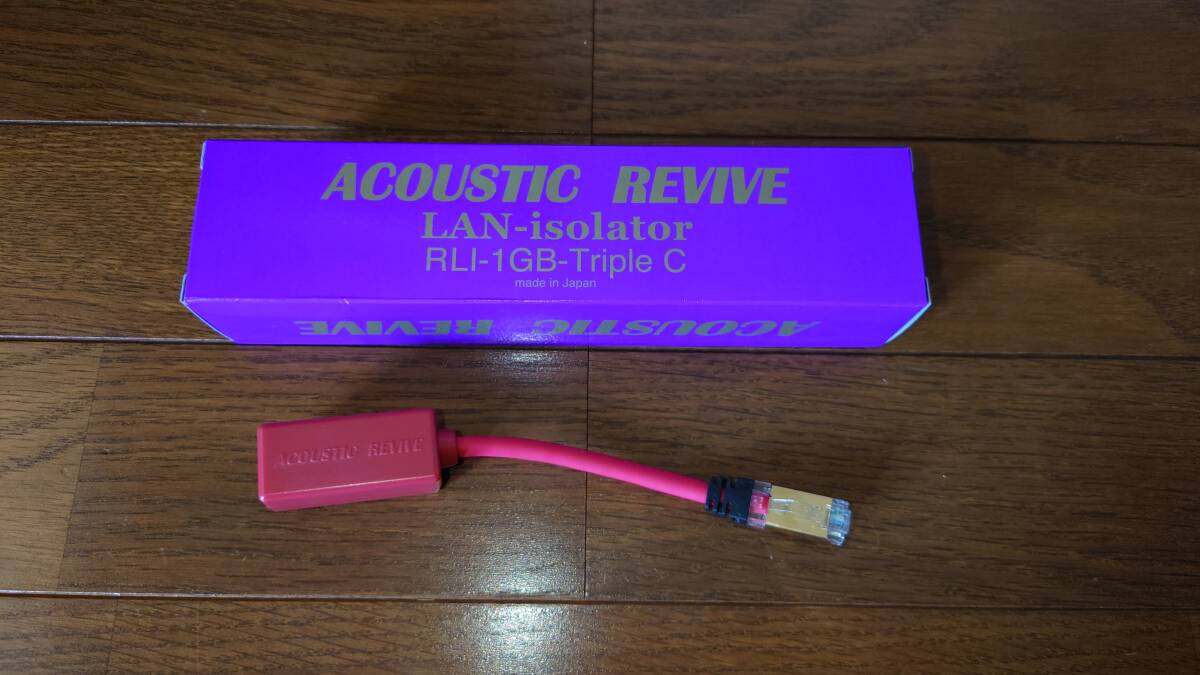 ACOUSTIC REVIVE
LAN-isolator
RLI-1GB-Triple C
made in Japan
ACOUSTIC REVIVE
ACOUSTIC REVIVE